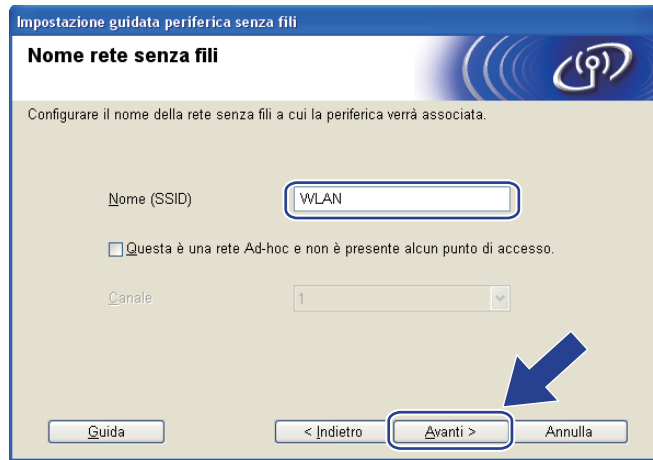 Impostazione guidata periferica senza fili
Nome rete senza fili
Configurare il nome della rete senza fili a cui la periferica verrà associata.
Nome (SSID) WLAN
Questa è una rete Ad-hoc e non è presente alcun punto di accesso.
Canale 1
Guida < Indietro Avanti > Annulla